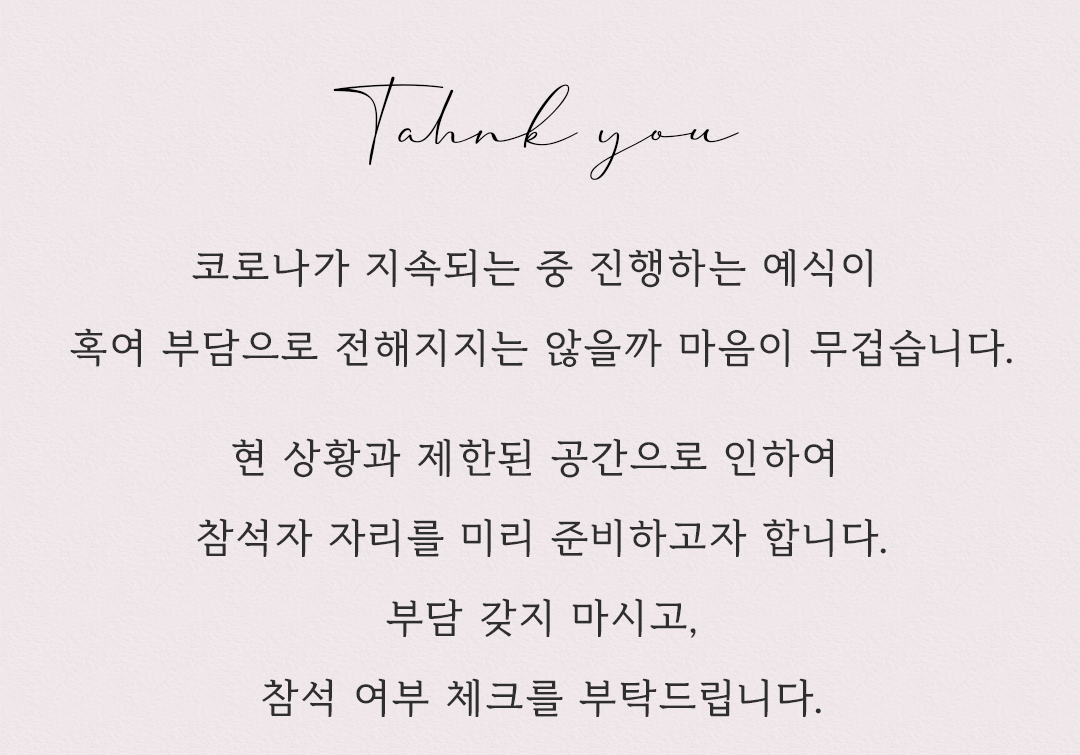 Tahnk you
코로나가 지속되는 중 진행하는 예식이
혹여 부담으로 전해지지는 않을까 마음이 무겁습니다.
현 상황과 제한된 공간으로 인하여
참석자 자리를 미리 준비하고자 합니다.
부담 갖지 마시고,
참석 여부 체크를 부탁드립니다.